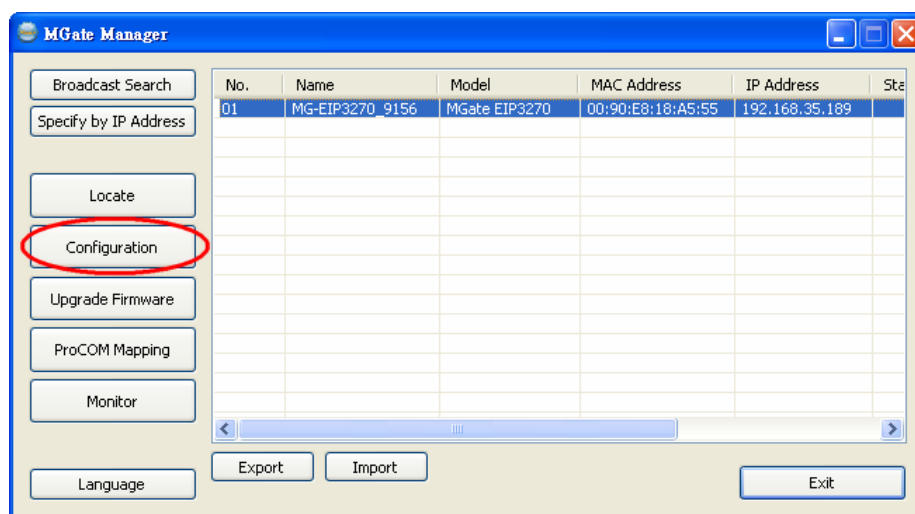 MGate Manager
Broadcast Search
Specify by IP Address
Locate
Configuration
Upgrade Firmware
ProCOM Mapping
Monitor
Language
No. Name Model MAC Address IP Address Sta
01 MG-EIP3270_9156 MGate EIP3270 00:90:E8:18:A5:55 192.168.35.189
Export Import
Exit